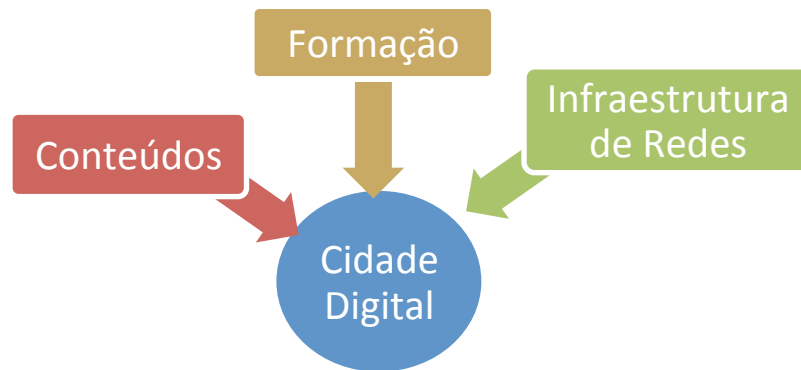 Formação
Conteúdos
Infraestrutura
de Redes
Cidade
Digital